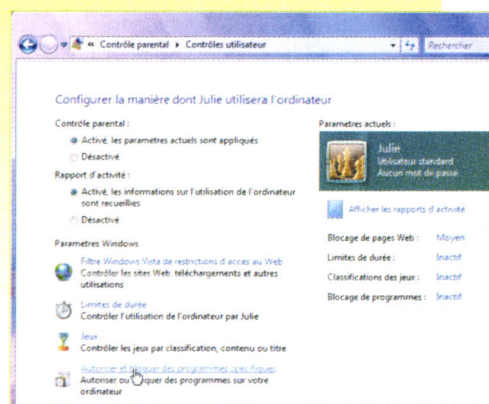 « Contrôle parental ▸ Contrôles utilisateur
Rechercher
Configurer la manière dont Julie utilisera l'ordinateur
Contrôle parental :
Activé, les paramètres actuels sont appliqués
Désactivé
Rapport d'activité :
Activé, les informations sur l'utilisation de l'ordinateur
sont recueillies
Désactivé
Paramètres Windows
Filtre Windows Vista de restrictions d'accès au Web
Contrôler les sites Web, téléchargements et autres
utilisations
Limites de durée
Contrôler l'utilisation de l'ordinateur par Julie
Jeux
Contrôler les jeux par classification, contenu ou titre
Autoriser et bloquer des programmes spécifiques
Autoriser ou bloquer des programmes sur votre
ordinateur
Paramètres actuels :
Julie
Utilisateur standard
Aucun mot de passe
Afficher les rapports d'activité
Blocage de pages Web : Moyen
Limites de durée : Inactif
Classifications des jeux : Inactif
Blocage de programmes : Inactif